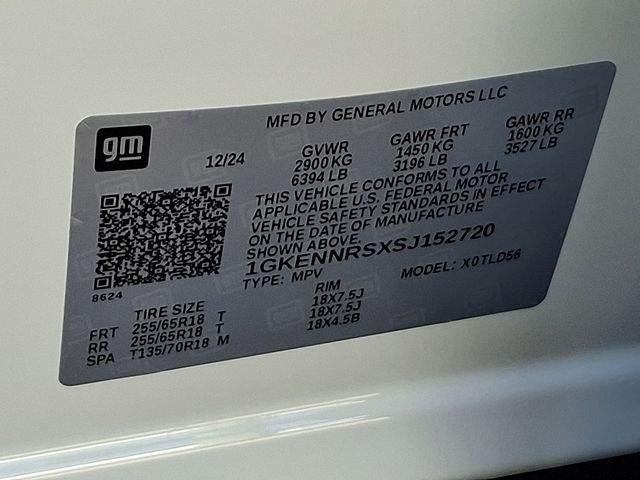 MFD BY GENERAL MOTORS LLC
gm
12/24
GVWR GAWR FRT GAWR RR
2900 KG 1450 KG 1600 KG
6394 LB 3196 LB 3527 LB
THIS VEHICLE CONFORMS TO ALL
APPLICABLE U.S. FEDERAL MOTOR
VEHICLE SAFETY STANDARDS IN EFFECT
ON THE DATE OF MANUFACTURE
SHOWN ABOVE.
1GKENNRSXSJ152720
TYPE: MPV MODEL: X0TLD56
8624
TIRE SIZE RIM
FRT 255/65R18 T 18X7.5J
RR 255/65R18 T 18X7.5J
SPA T135/70R18 M 18X4.5B